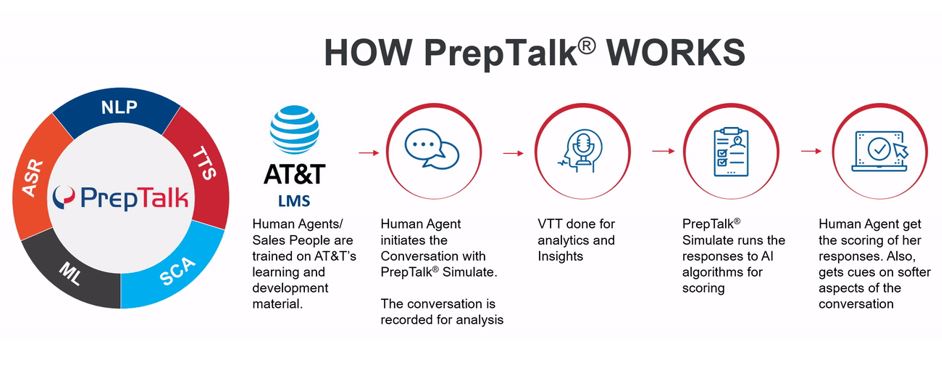 HOW PrepTalk® WORKS
NLP
TTS
SCA
ML
ASR
PrepTalk
AT&T
LMS
Human Agents/
Sales People are
trained on AT&T's
learning and
development
material.
Human Agent
initiates the
Conversation with
PrepTalk® Simulate.
The conversation is
recorded for analysis
VTT done for
analytics and
Insights
PrepTalk®
Simulate runs the
responses to AI
algorithms for
scoring
Human Agent get
the scoring of her
responses. Also,
gets cues on softer
aspects of the
conversation